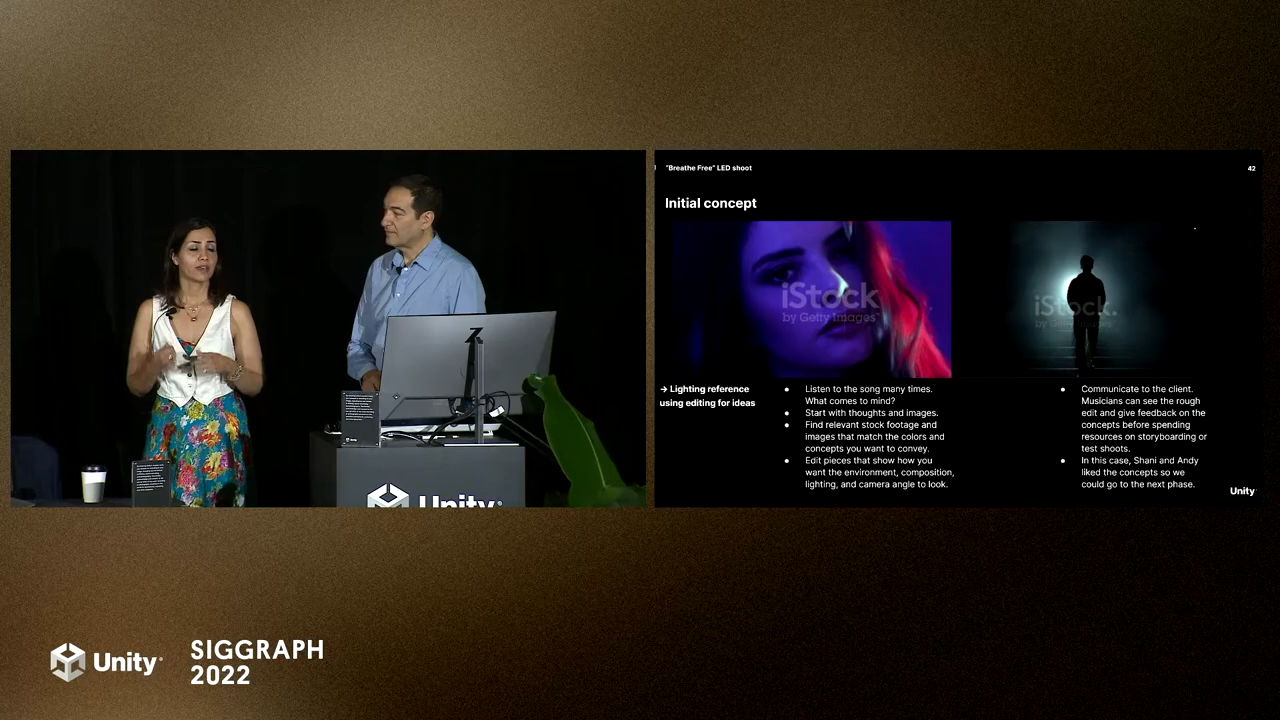 "Breathe Free" LED shoot
42
Initial concept
iStock
by Getty Images
iStock.
by Getty Images
→ Lighting reference
using editing for ideas
• Listen to the song many times.
What comes to mind?
• Start with thoughts and images.
• Find relevant stock footage and
images that match the colors and
concepts you want to convey.
• Edit pieces that show how you
want the environment, composition,
lighting, and camera angle to look.
• Communicate to the client.
Musicians can see the rough
edit and give feedback on the
concepts before spending
resources on storyboarding or
test shoots.
• In this case, Shani and Andy
liked the concepts so we
could go to the next phase.
Unity
Unity
Unity
SIGGRAPH
2022